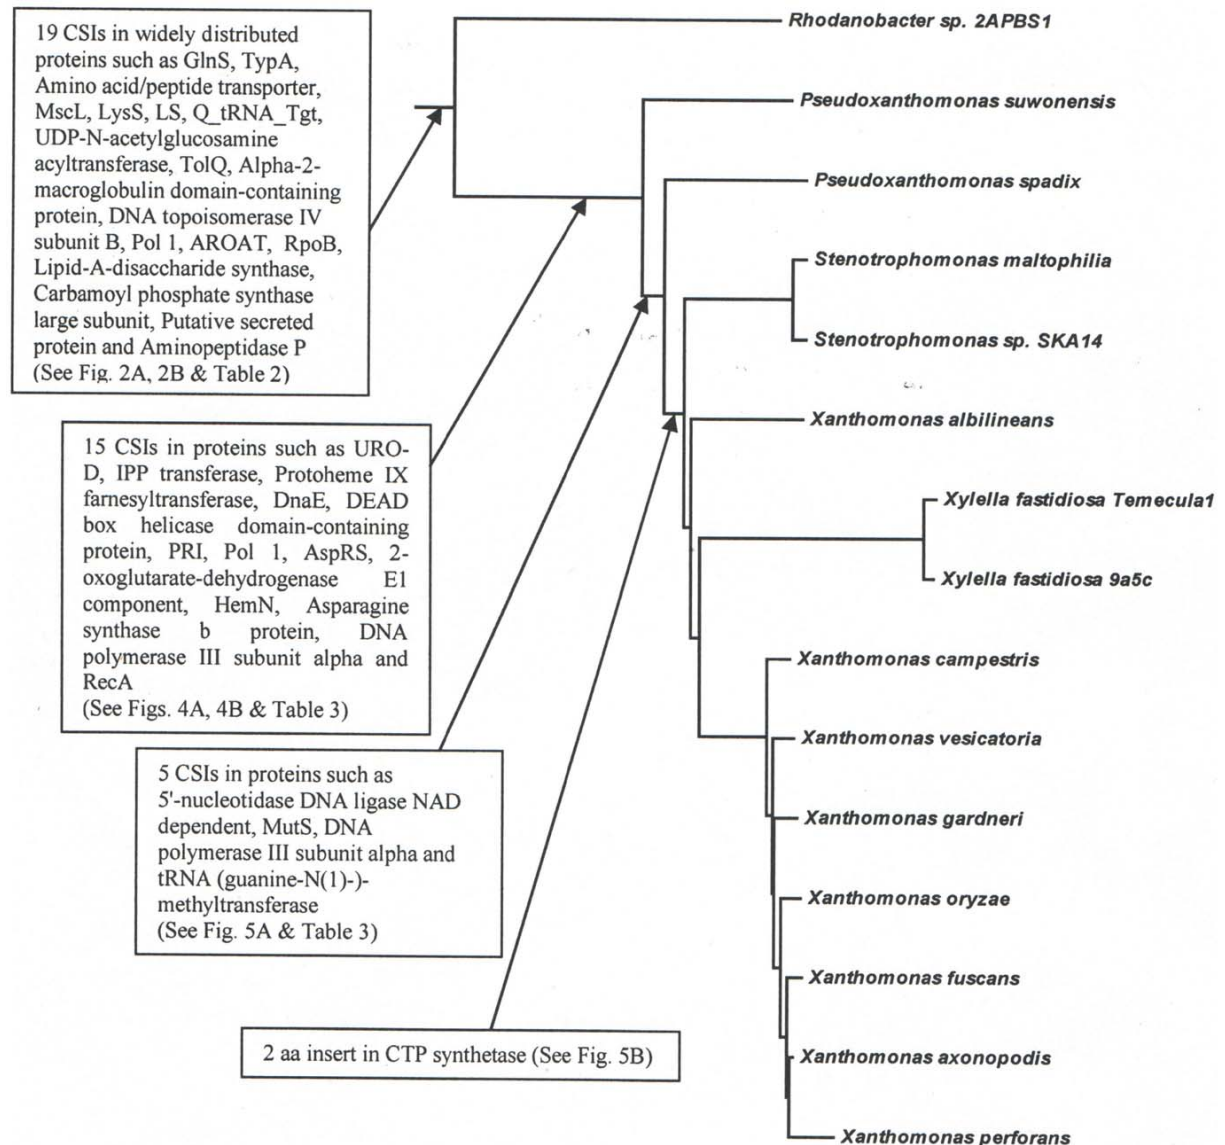 19 CSIs in widely distributed
proteins such as GlnS, TypA,
Amino acid/peptide transporter,
MscL, LysS, LS, Q_tRNA_Tgt,
UDP-N-acetylglucosamine
acyltransferase, TolQ, Alpha-2-
macroglobulin domain-containing
protein, DNA topoisomerase IV
subunit B, Pol 1, AROAT, RpoB,
Lipid-A-disaccharide synthase,
Carbamoyl phosphate synthase
large subunit, Putative secreted
protein and Aminopeptidase P
(See Fig. 2A, 2B & Table 2)
15 CSIs in proteins such as URO-
D, IPP transferase, Protoheme IX
farnesyltransferase, DnaE, DEAD
box helicase domain-containing
protein, PRI, Pol 1, AspRS, 2-
oxoglutarate-dehydrogenase E1
component, HemN, Asparagine
synthase b protein, DNA
polymerase III subunit alpha and
RecA
(See Figs. 4A, 4B & Table 3)
5 CSIs in proteins such as
5'-nucleotidase DNA ligase NAD
dependent, MutS, DNA
polymerase III subunit alpha and
tRNA (guanine-N(1)-)-
methyltransferase
(See Fig. 5A & Table 3)
2 aa insert in CTP synthetase (See Fig. 5B)
Rhodanobacter sp. 2APBS1
Pseudoxanthomonas suwonensis
Pseudoxanthomonas spadix
Stenotrophomonas maltophilia
Stenotrophomonas sp. SKA14
Xanthomonas albilineans
Xylella fastidiosa Temecula1
Xylella fastidiosa 9a5c
Xanthomonas campestris
Xanthomonas vesicatoria
Xanthomonas gardneri
Xanthomonas oryzae
Xanthomonas fuscans
Xanthomonas axonopodis
Xanthomonas perforans